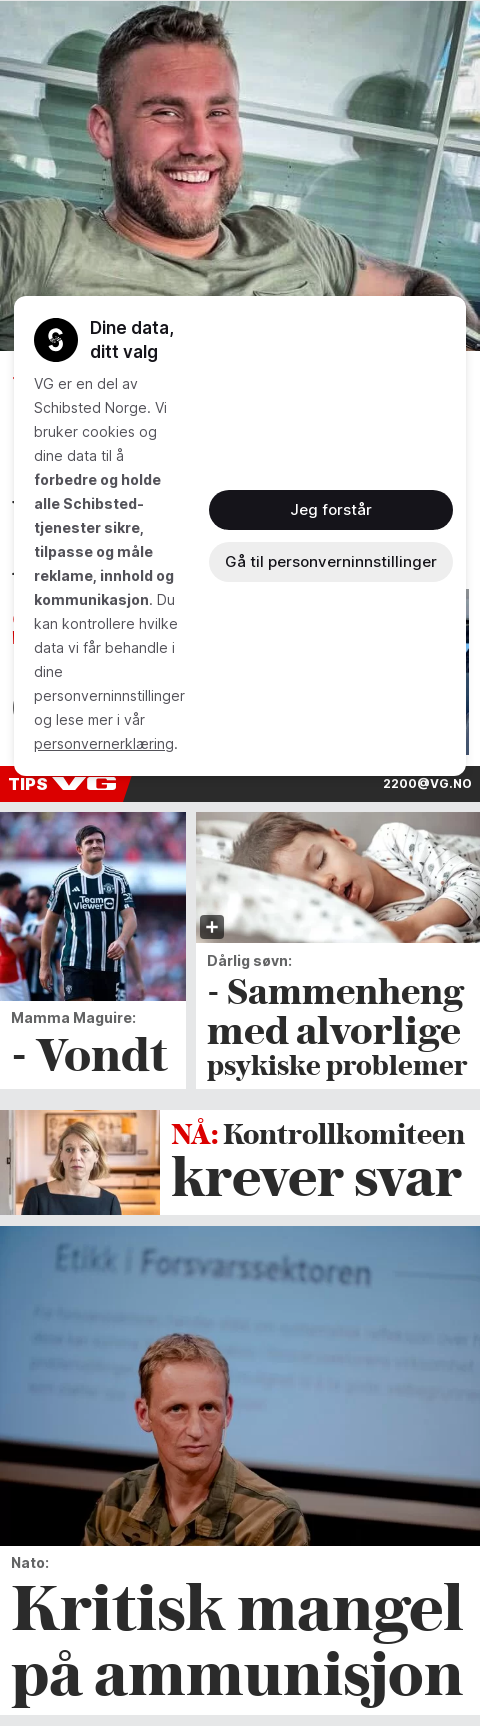 Dine data,
ditt valg
VG er en del av
Schibsted Norge. Vi
bruker cookies og
dine data til å
forbedre og holde
alle Schibsted-
tjenester sikre,
tilpasse og måle
reklame, innhold og
kommunikasjon. Du
kan kontrollere hvilke
data vi får behandle i
dine
personverninnstillinger
og lese mer i vår
personvernerklæring.
Jeg forstår
Gå til personverninnstillinger
TIPS VG
2200@VG.NO
TeamViewer
Mamma Maguire:
- Vondt
Dårlig søvn:
- Sammenheng
med alvorlige
psykiske problemer
NÅ: Kontrollkomiteen
krever svar
Etikk i Forsvarssektoren
Nato:
Kritisk mangel
på ammunisjon